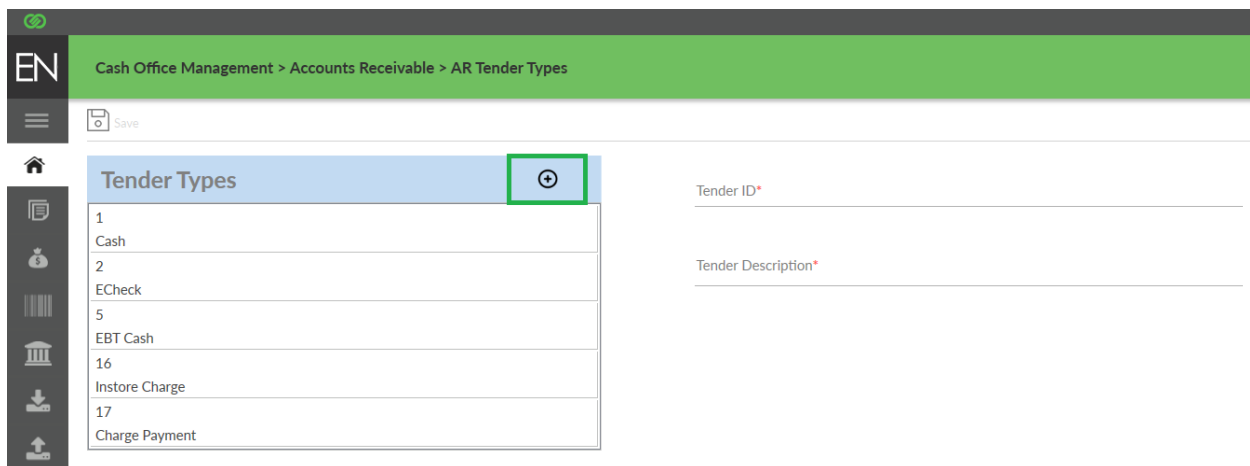 EN
Cash Office Management > Accounts Receivable > AR Tender Types
Save
Tender Types
1
Cash
2
ECheck
5
EBT Cash
16
Instore Charge
17
Charge Payment
Tender ID*
Tender Description*